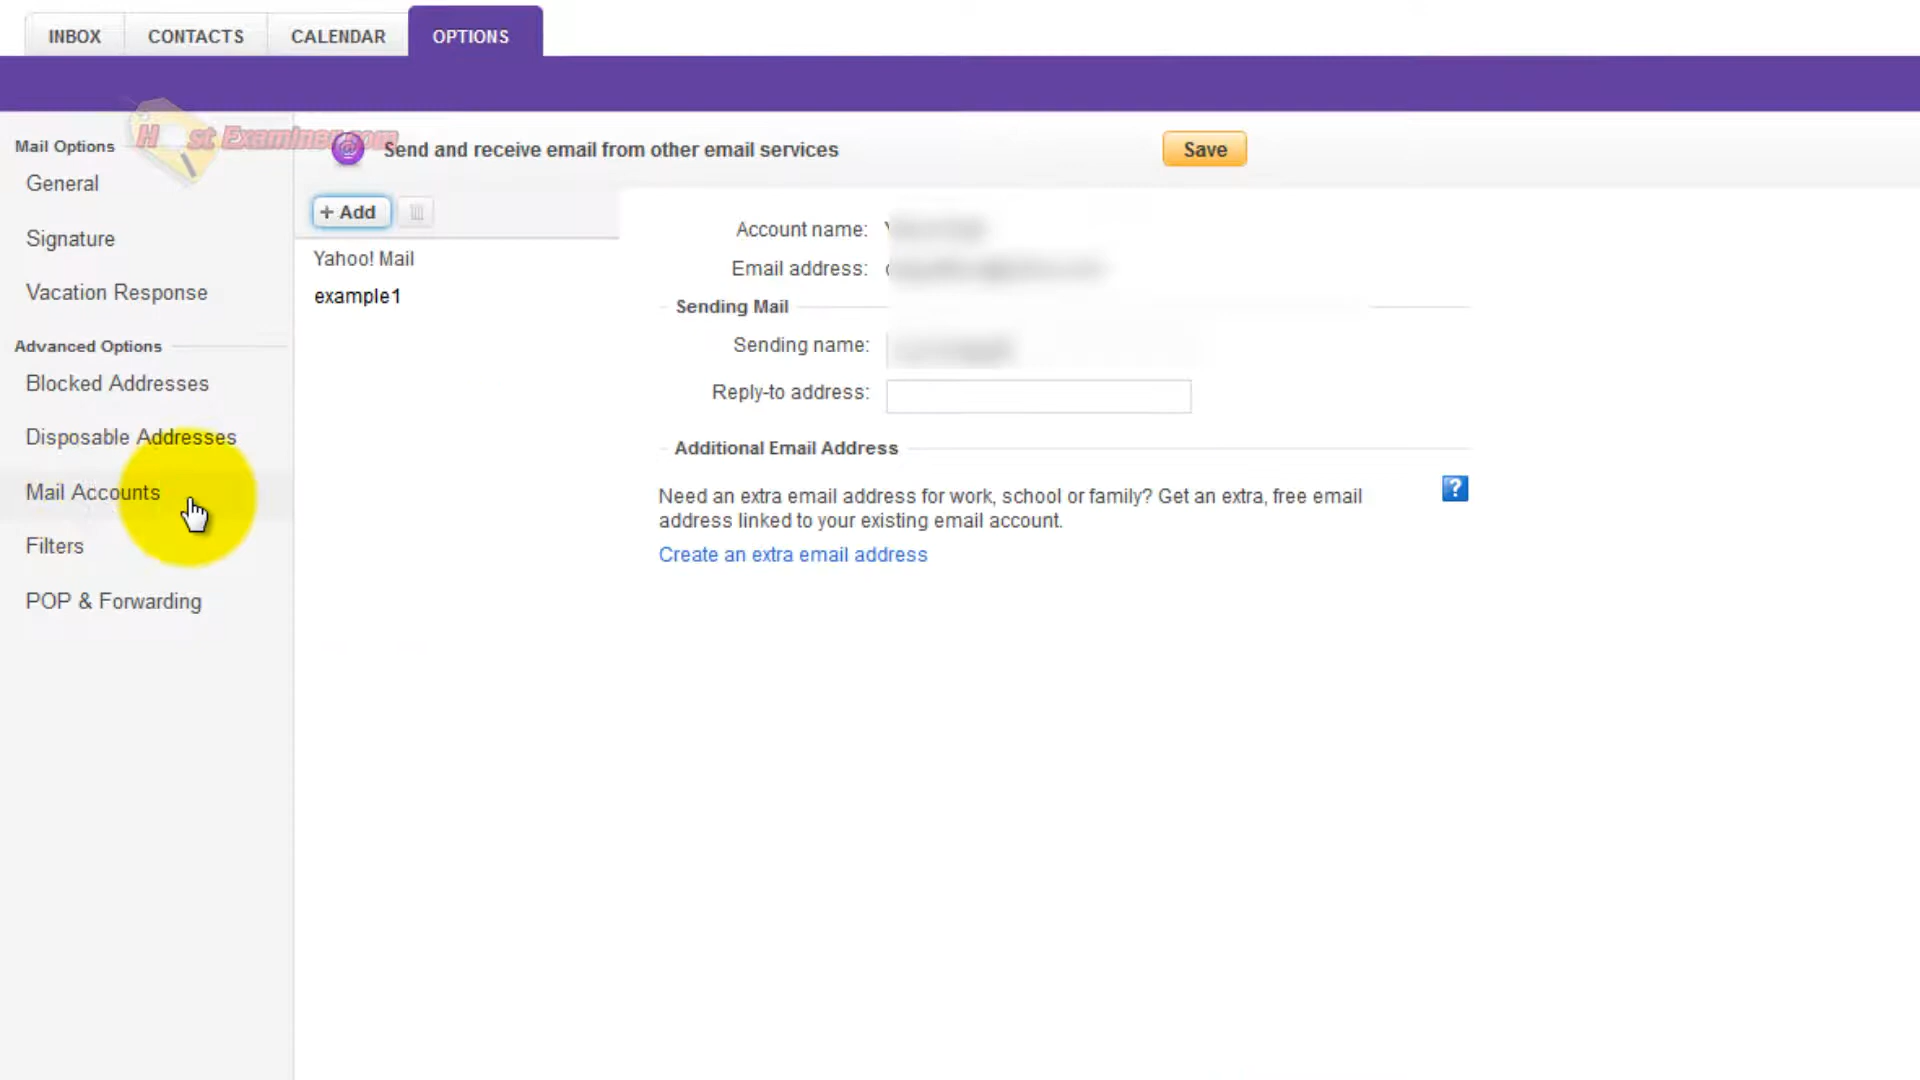 INBOX CONTACTS CALENDAR OPTIONS
Host Examiner.com
Mail Options
General
Signature
Vacation Response
Advanced Options
Blocked Addresses
Disposable Addresses
Mail Accounts
Filters
POP & Forwarding
@ Send and receive email from other email services Save
+ Add
Yahoo! Mail
example1
Account name:
Email address:
Sending Mail
Sending name:
Reply-to address:
Additional Email Address
Need an extra email address for work, school or family? Get an extra, free email
address linked to your existing email account.
?
Create an extra email address